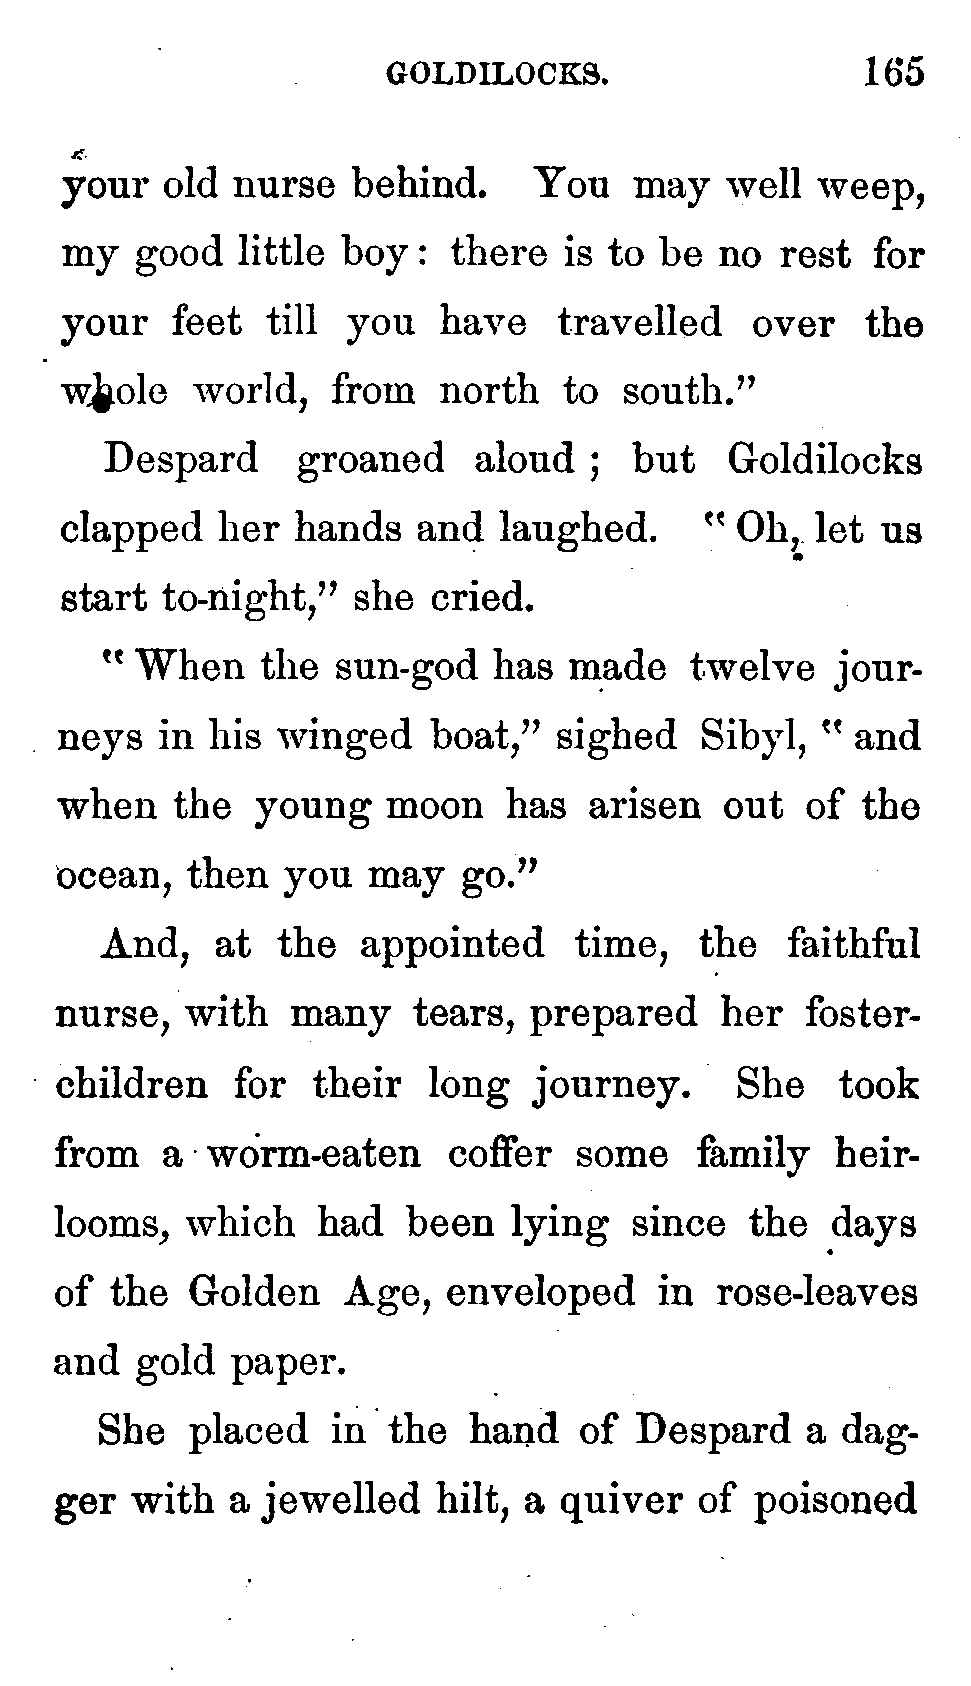 GOLDILOCKS. 165
your old nurse behind. You may well weep,
my good little boy: there is to be no rest for
your feet till you have travelled over the
whole world, from north to south."
Despard groaned aloud ; but Goldilocks
clapped her hands and laughed. "Oh, let us
start to-night," she cried.
"When the sun-god has made twelve jour-
neys in his winged boat," sighed Sibyl, "and
when the young moon has arisen out of the
ocean, then you may go."
And, at the appointed time, the faithful
nurse, with many tears, prepared her foster-
children for their long journey. She took
from a worm-eaten coffer some family heir-
looms, which had been lying since the days
of the Golden Age, enveloped in rose-leaves
and gold paper.
She placed in the hand of Despard a dag-
ger with a jewelled hilt, a quiver of poisoned